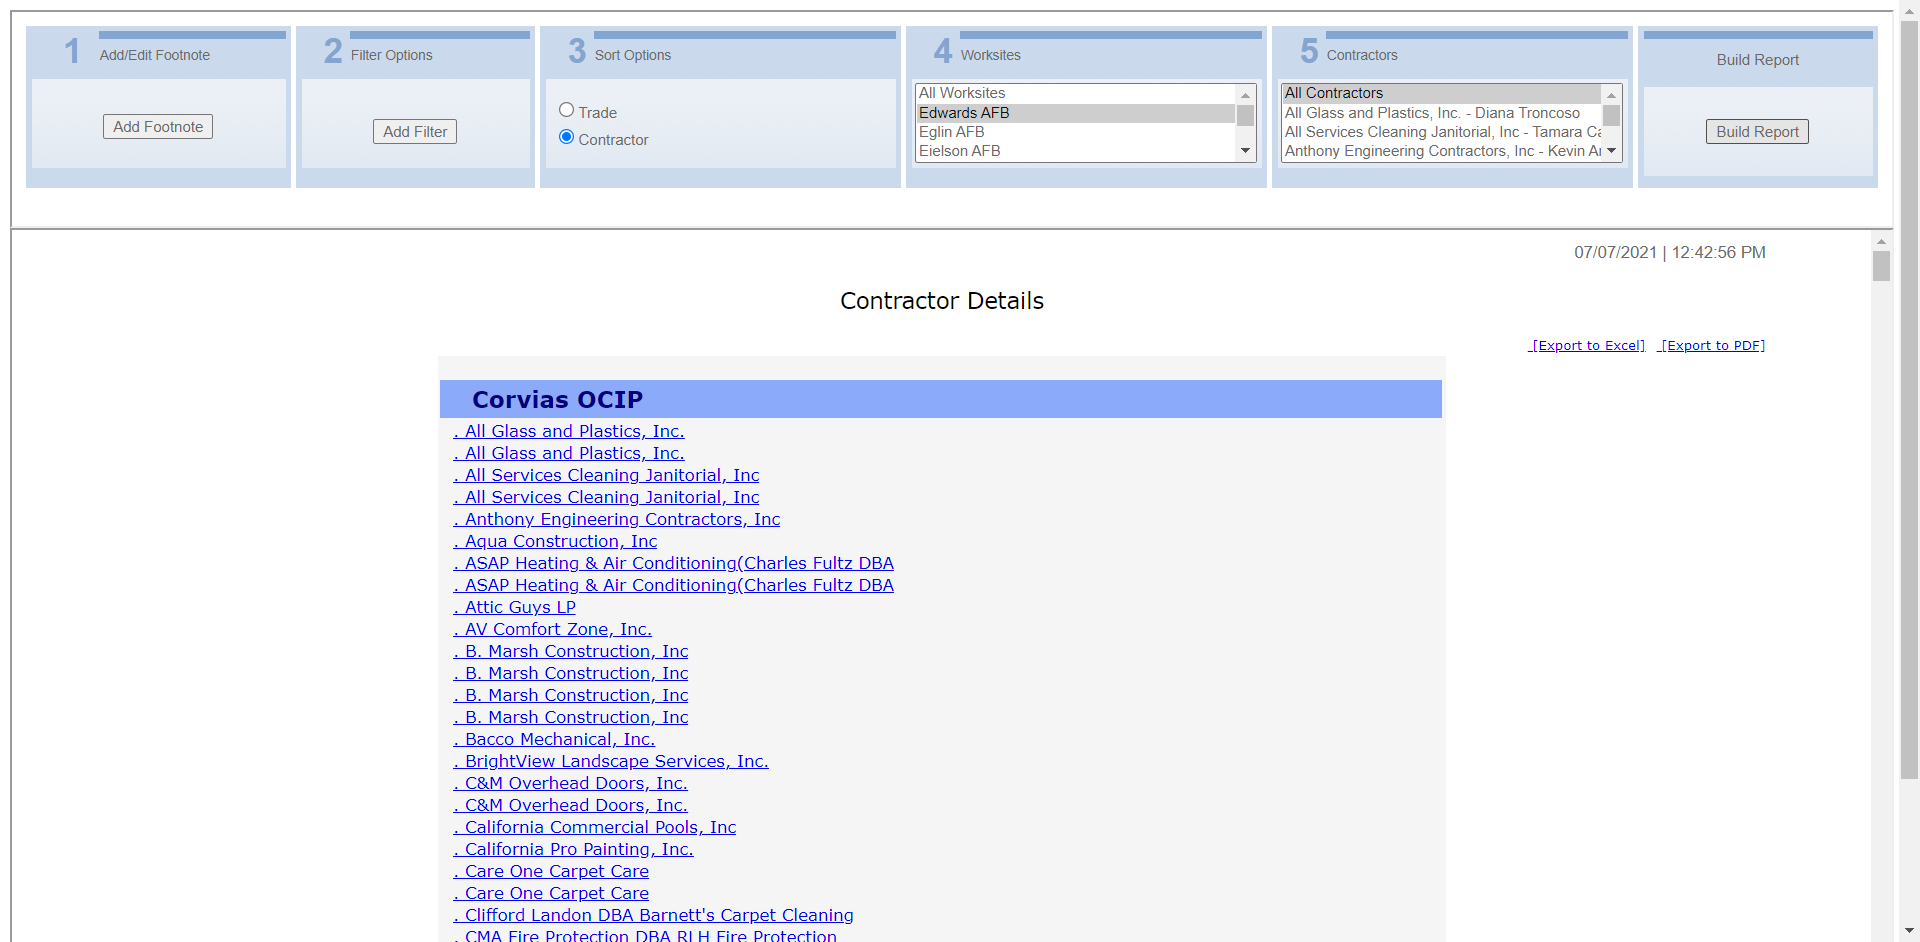 1 Add/Edit Footnote
Add Footnote
2 Filter Options
Add Filter
3 Sort Options
Trade
Contractor
4 Worksites
All Worksites
Edwards AFB
Eglin AFB
Eielson AFB
5 Contractors
All Contractors
All Glass and Plastics, Inc. - Diana Troncoso
All Services Cleaning Janitorial, Inc - Tamara Ca
Anthony Engineering Contractors, Inc - Kevin Ar
Build Report
Build Report
07/07/2021 | 12:42:56 PM
Contractor Details
[Export to Excel] [Export to PDF]
Corvias OCIP
. All Glass and Plastics, Inc.
. All Glass and Plastics, Inc.
. All Services Cleaning Janitorial, Inc
. All Services Cleaning Janitorial, Inc
. Anthony Engineering Contractors, Inc
. Aqua Construction, Inc
. ASAP Heating & Air Conditioning(Charles Fultz DBA
. ASAP Heating & Air Conditioning(Charles Fultz DBA
. Attic Guys LP
. AV Comfort Zone, Inc.
. B. Marsh Construction, Inc
. B. Marsh Construction, Inc
. B. Marsh Construction, Inc
. B. Marsh Construction, Inc
. Bacco Mechanical, Inc.
. BrightView Landscape Services, Inc.
. C&M Overhead Doors, Inc.
. C&M Overhead Doors, Inc.
. California Commercial Pools, Inc
. California Pro Painting, Inc.
. Care One Carpet Care
. Care One Carpet Care
. Clifford Landon DBA Barnett's Carpet Cleaning
. CMA Fire Protection DBA RLH Fire Protection